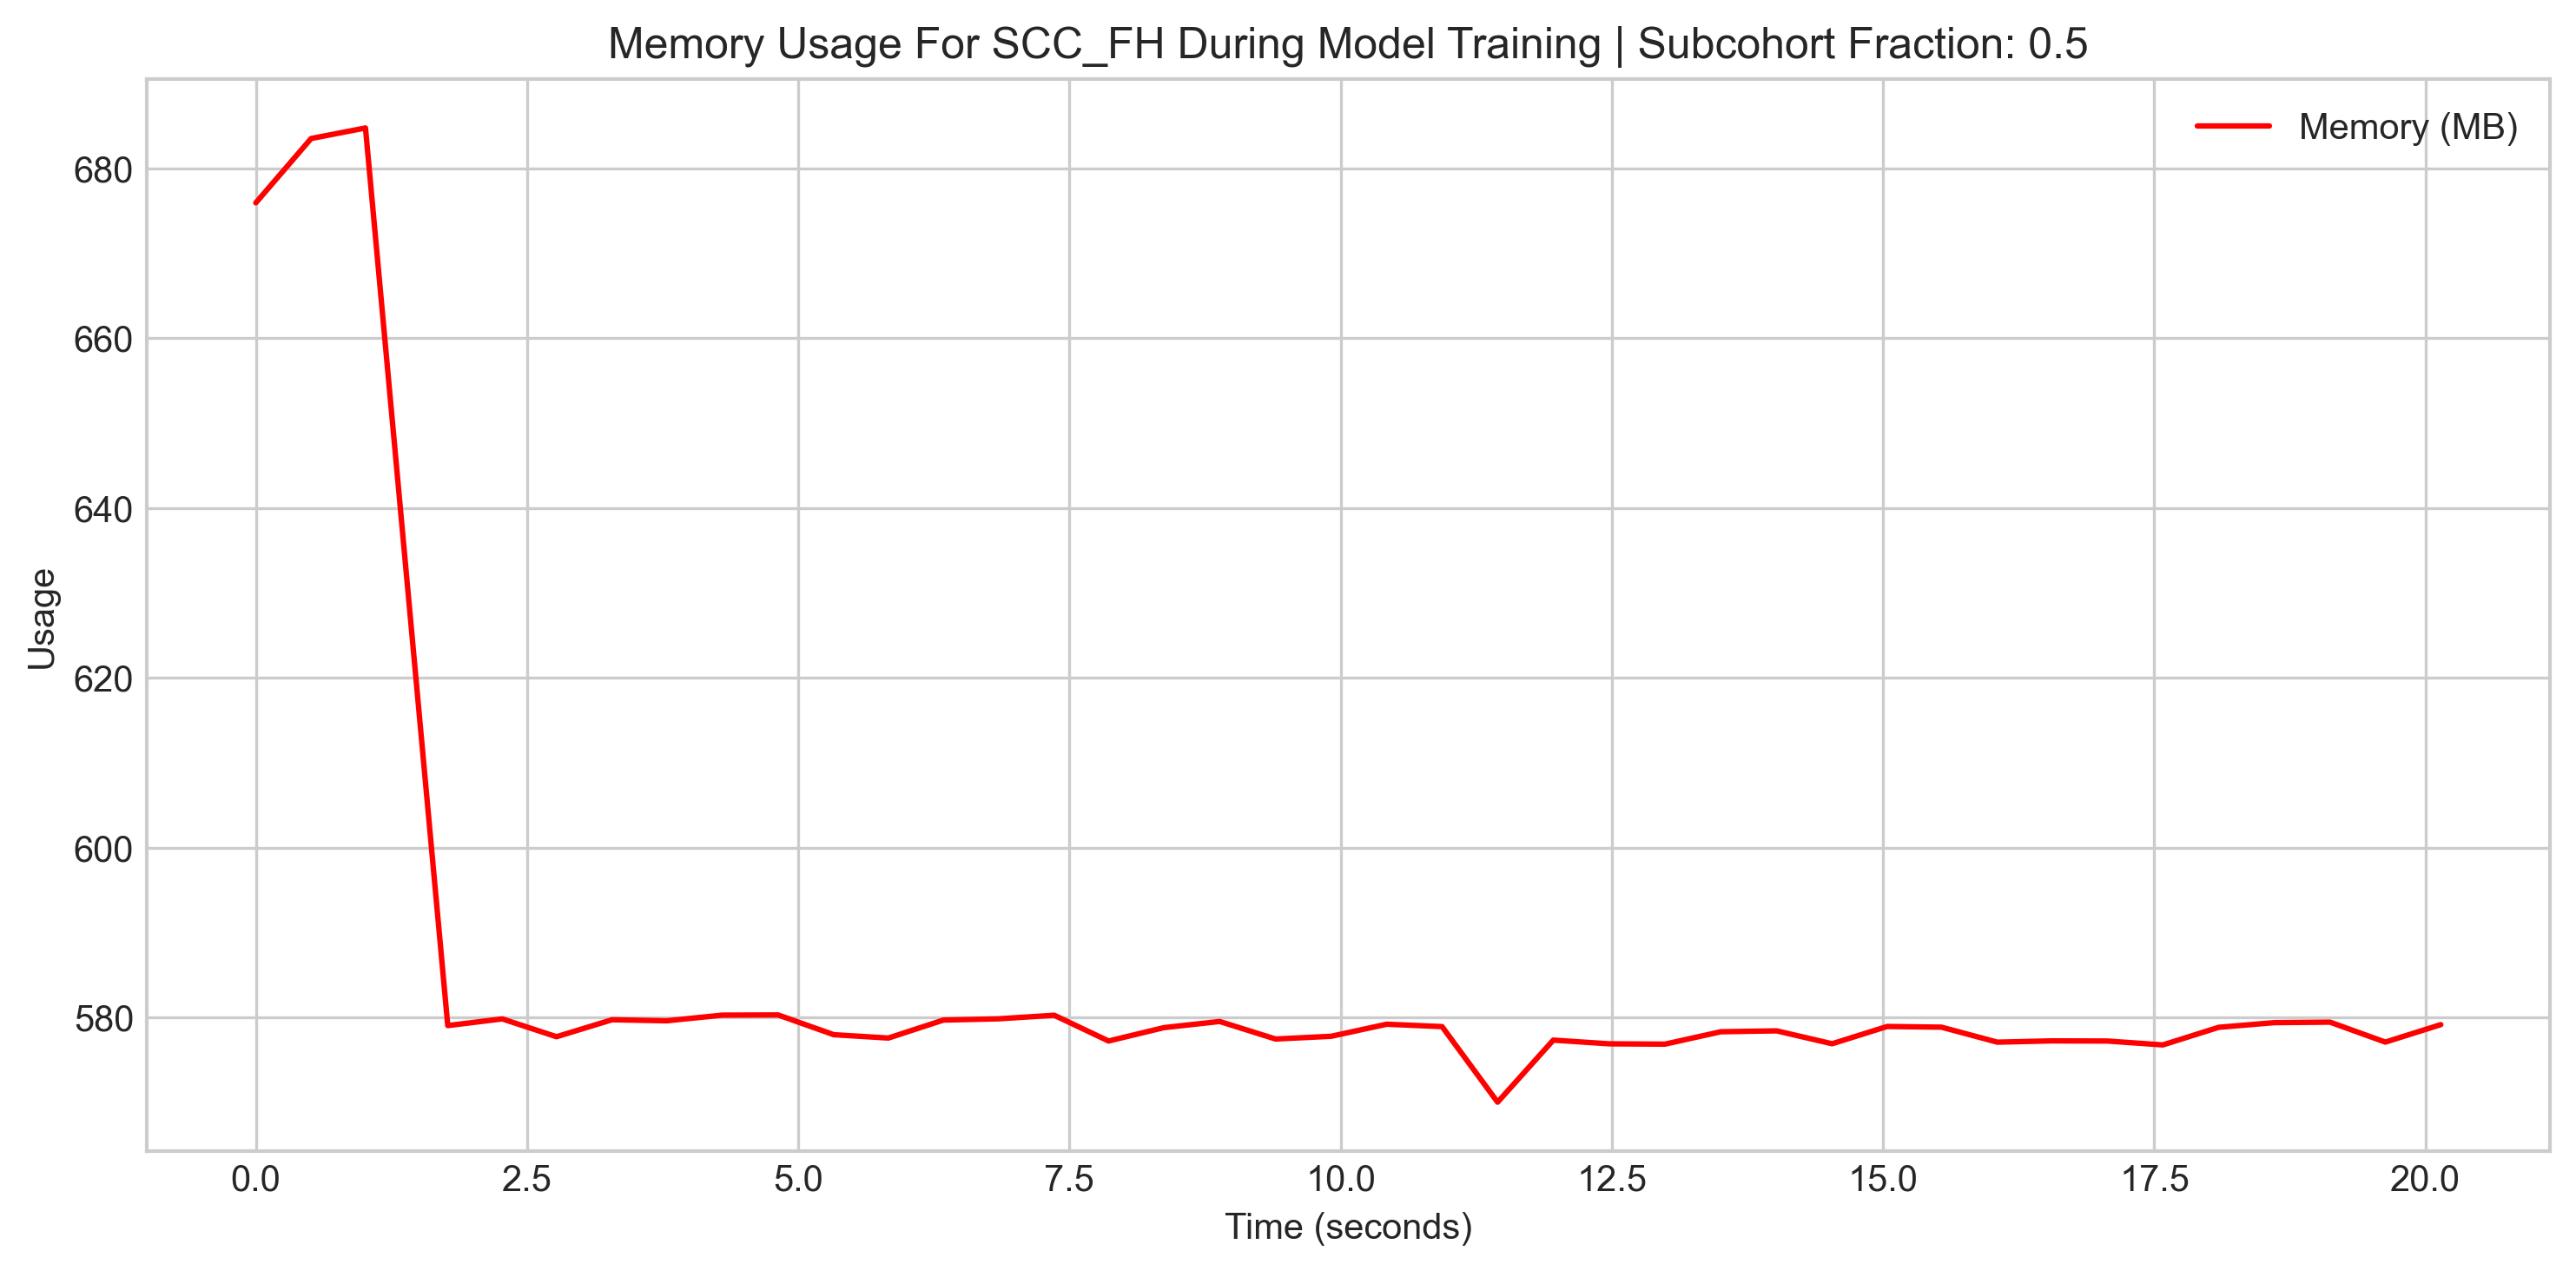 Memory Usage For SCC_FH During Model Training | Subcohort Fraction: 0.5
Memory (MB)
680
660
640
620
600
580
Usage
0.0 2.5 5.0 7.5 10.0 12.5 15.0 17.5 20.0
Time (seconds)